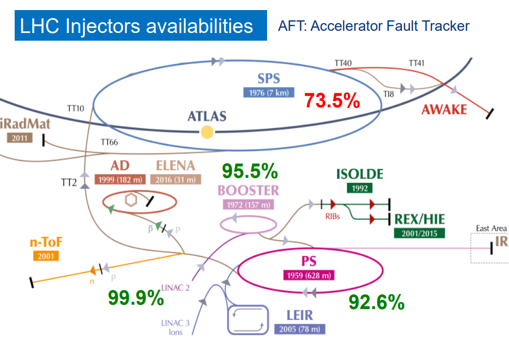 LHC Injectors availabilities
AFT: Accelerator Fault Tracker
TT40
TT41
SPS
1976 (7 km)
73.5%
TI8
AWAKE
TT10
ATLAS
iRadMat
2011
TT66
AD
1999 (182 m)
ELENA
2016 (31 m)
95.5%
BOOSTER
1972 (157 m)
ISOLDE
1992
TT2
RIBs
REX/HIE
2001/2015
East Area
IR
p
p
n-ToF
2001
n
p
99.9%
LINAC 2
PS
1959 (628 m)
92.6%
LINAC 3
Ions
LEIR
2005 (78 m)